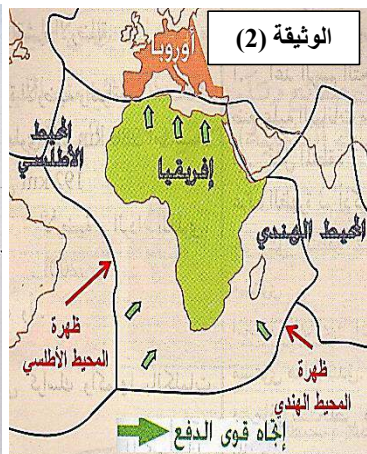 الوثيقة (2)
أوروبا
المحيط
الأطلسي
إفريقيا
المحيط الهندي
ظهرة
المحيط الأطلسي
ظهرة
المحيط الهندي
إتجاه قوى الدفع